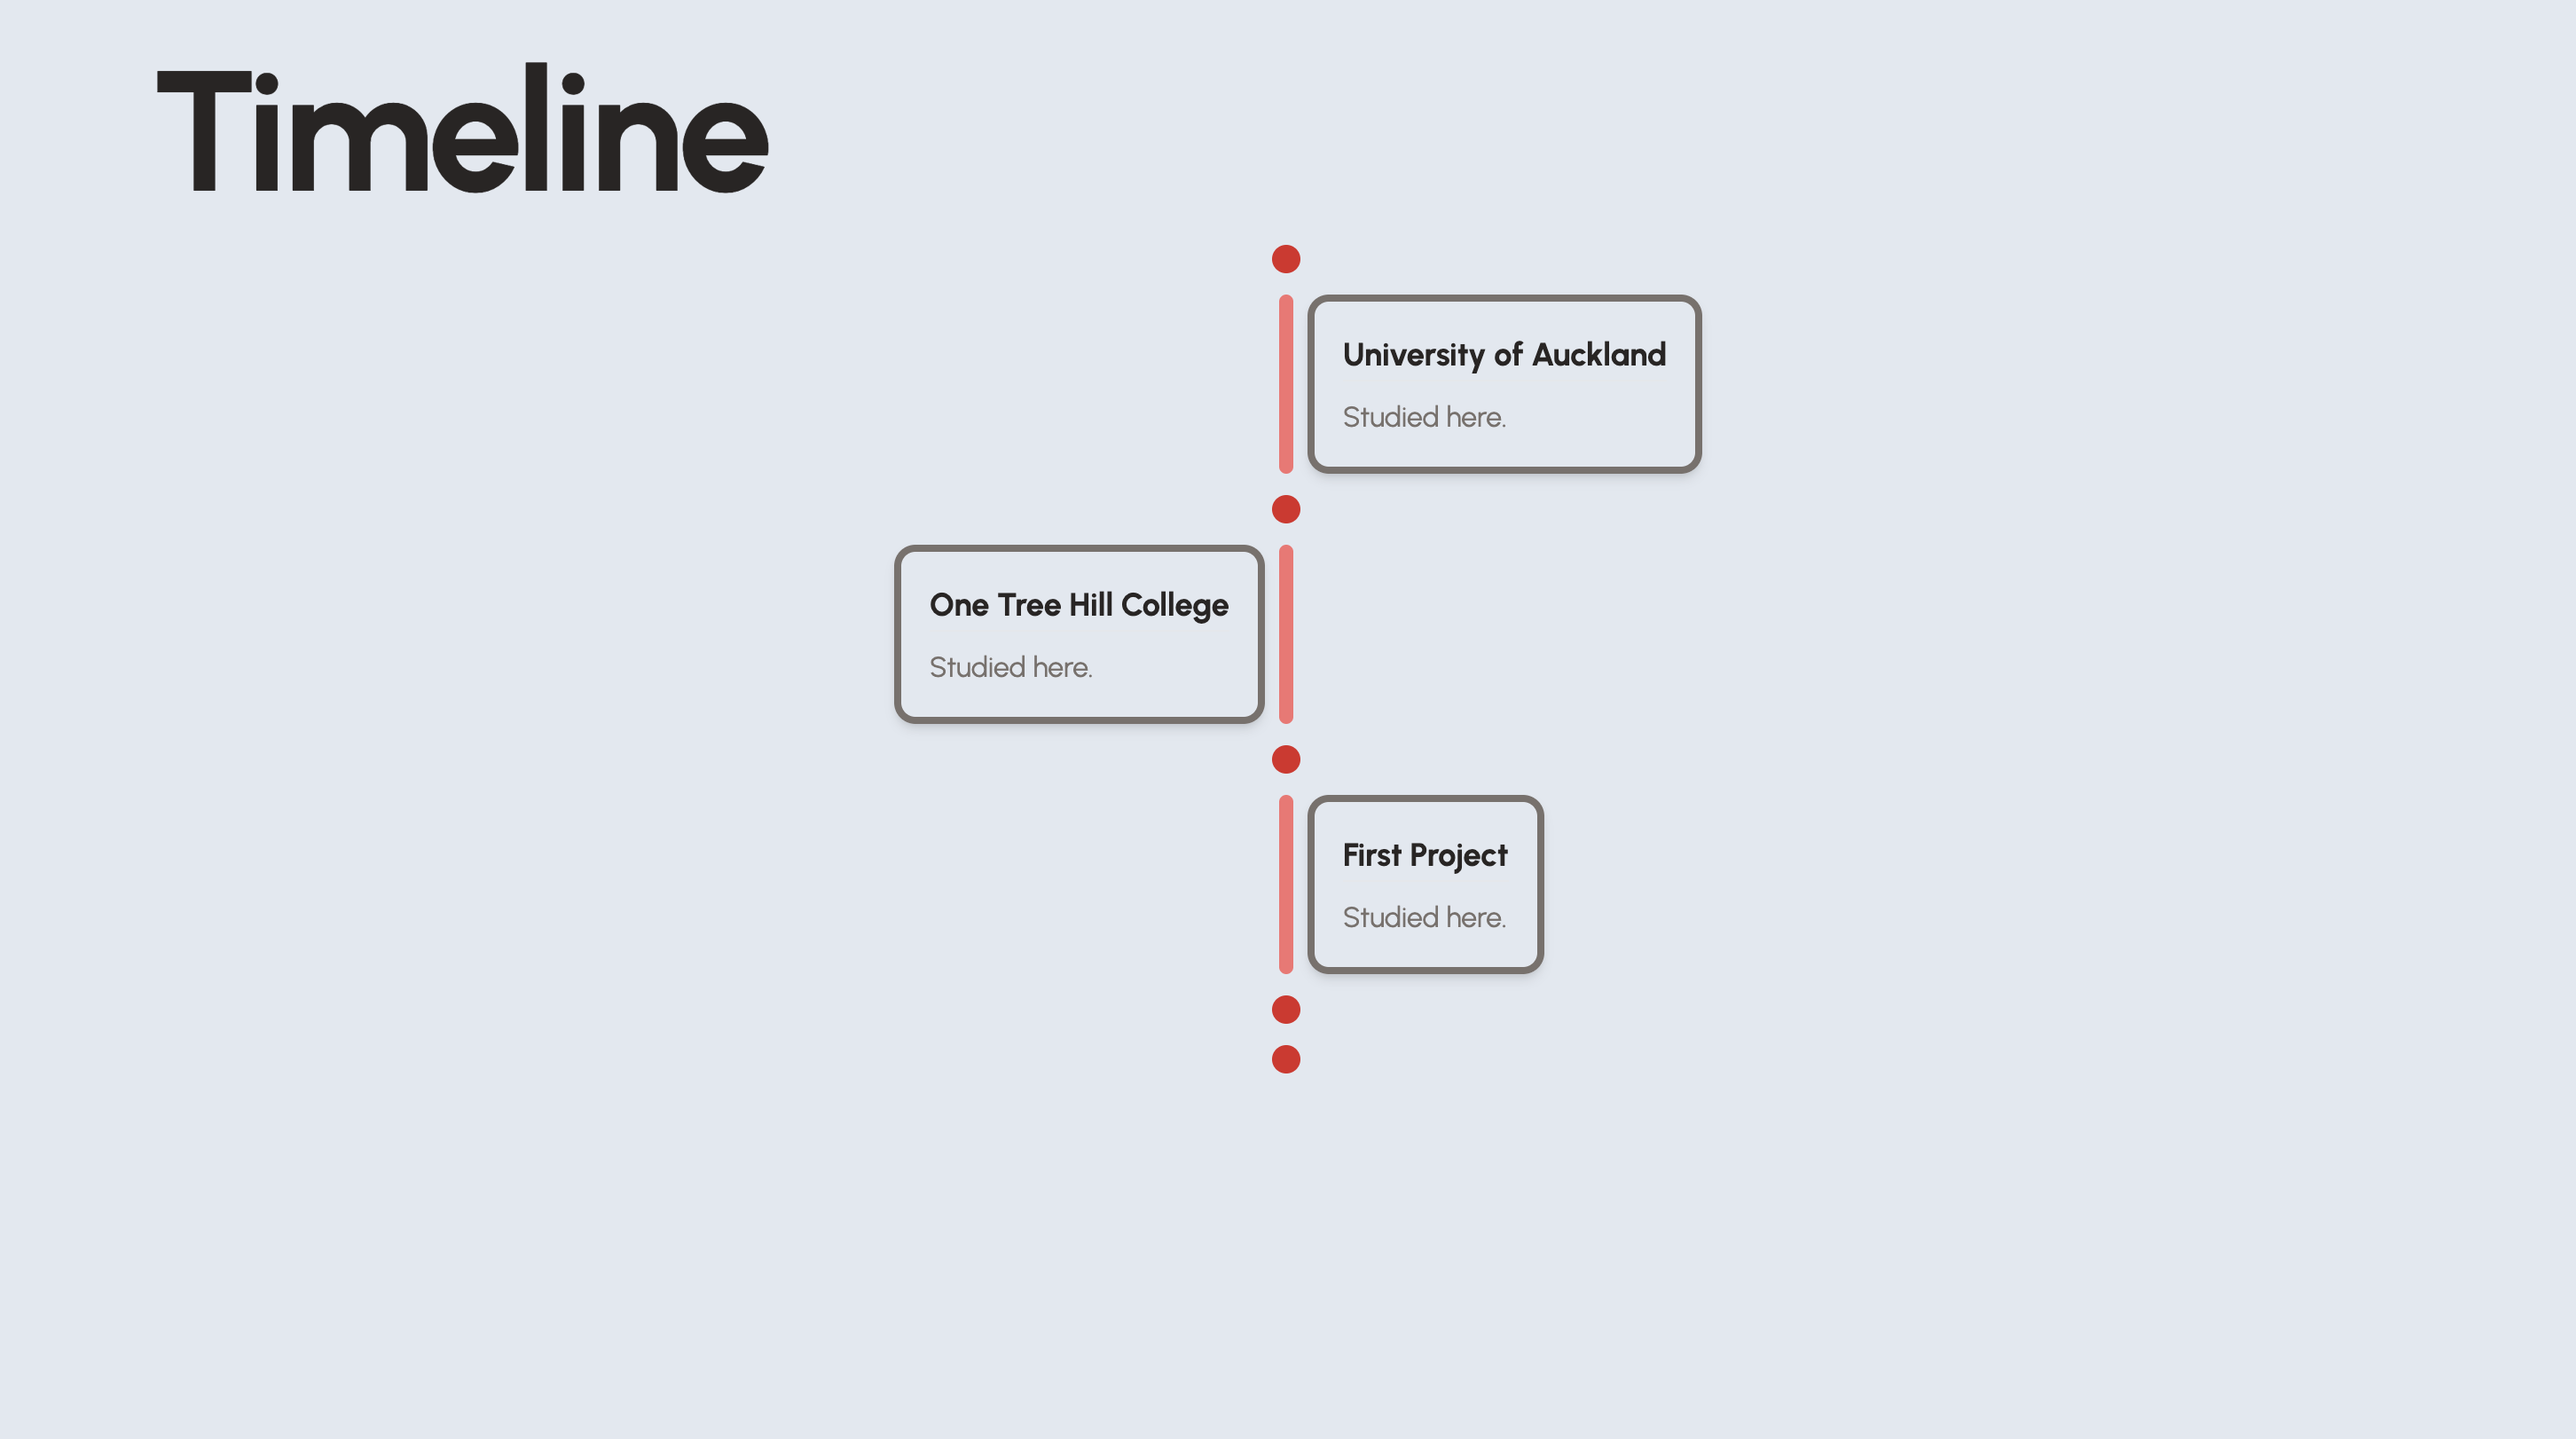 Timeline
University of Auckland
Studied here.
One Tree Hill College
Studied here.
First Project
Studied here.